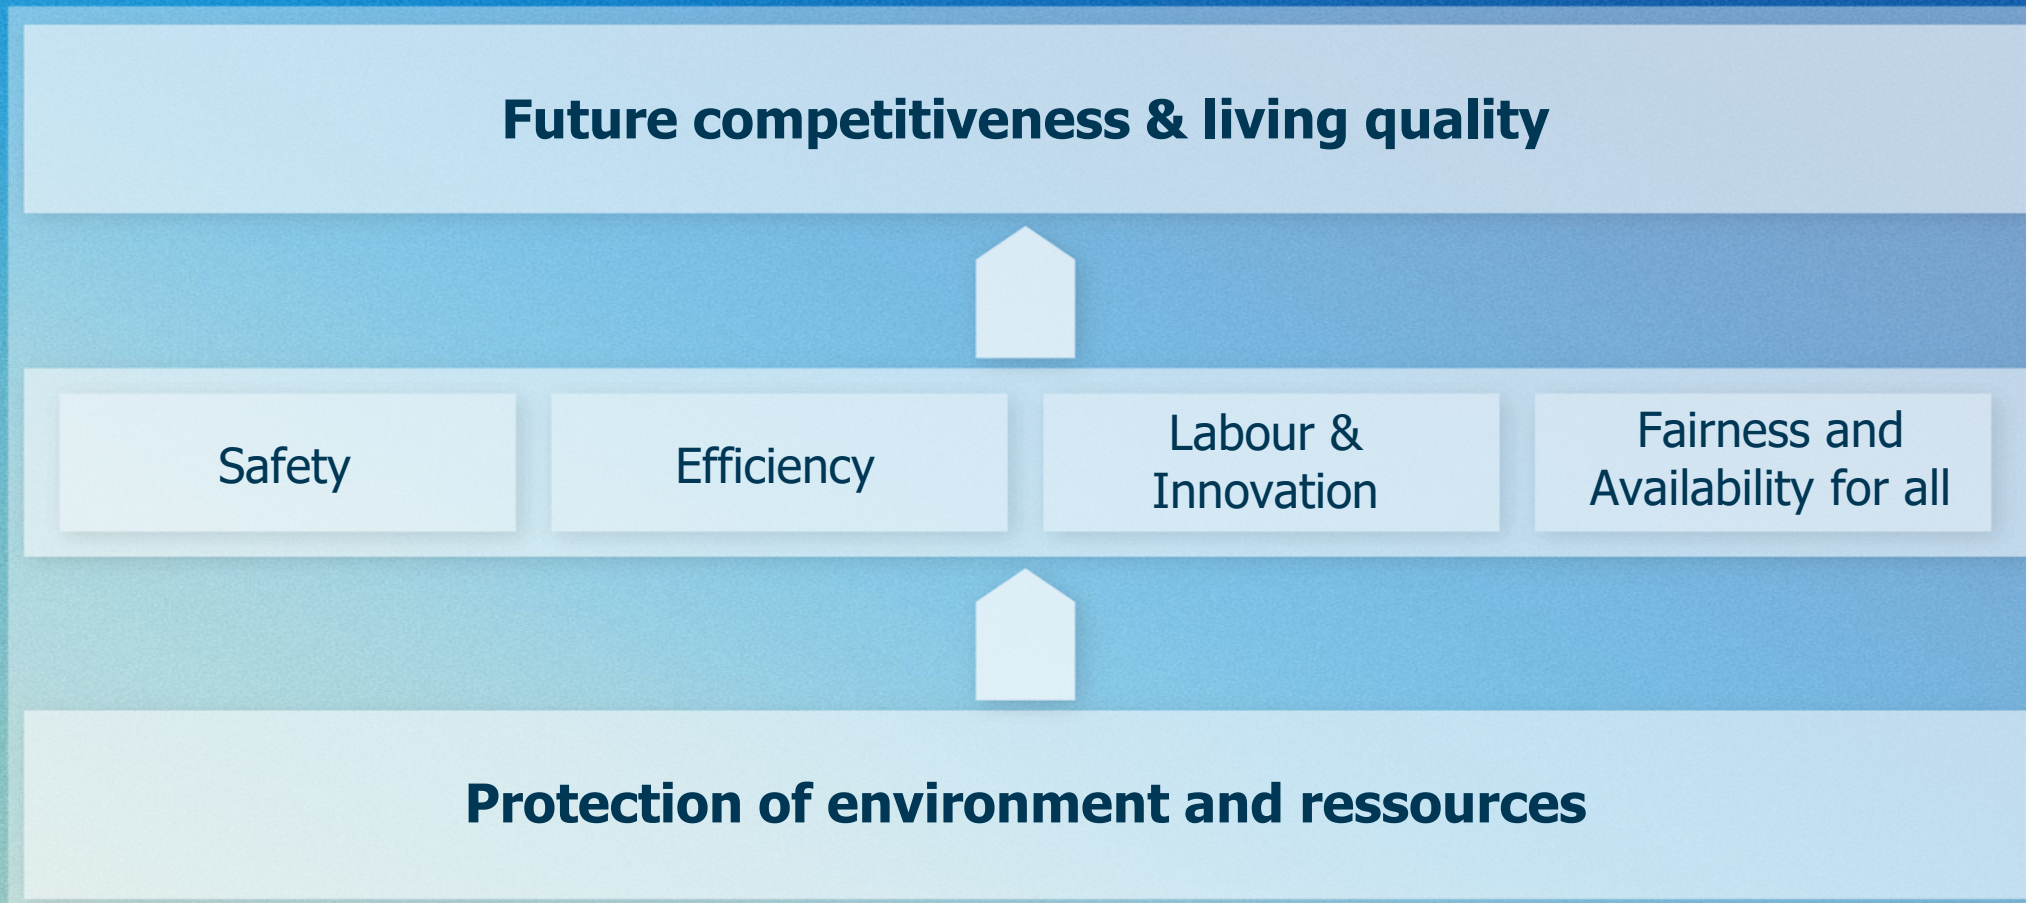 Future competitiveness & living quality
Safety
Efficiency
Labour &
Innovation
Fairness and
Availability for all
Protection of environment and ressources